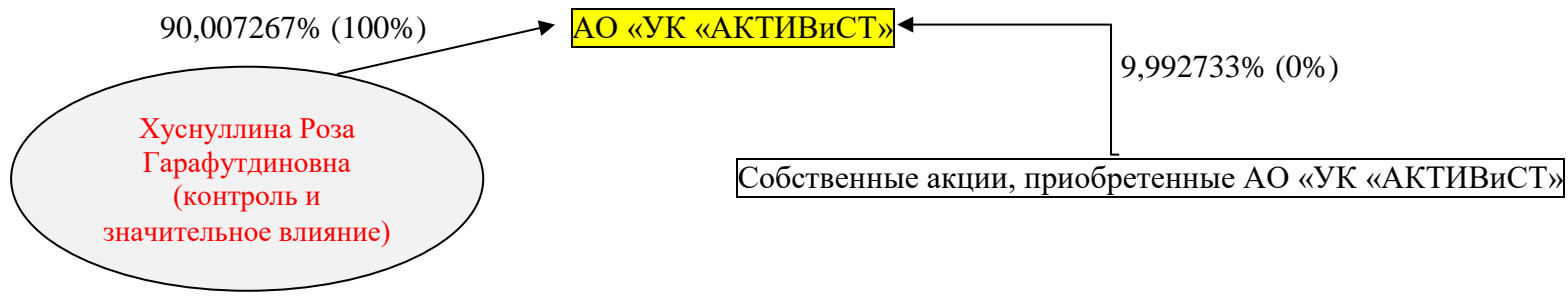 90,007267% (100%)
АО «УК «АКТИВиСТ»
9,992733% (0%)
Хуснуллина Роза
Гарафутдиновна
(контроль и
значительное влияние)
Собственные акции, приобретенные АО «УК «АКТИВиСТ»